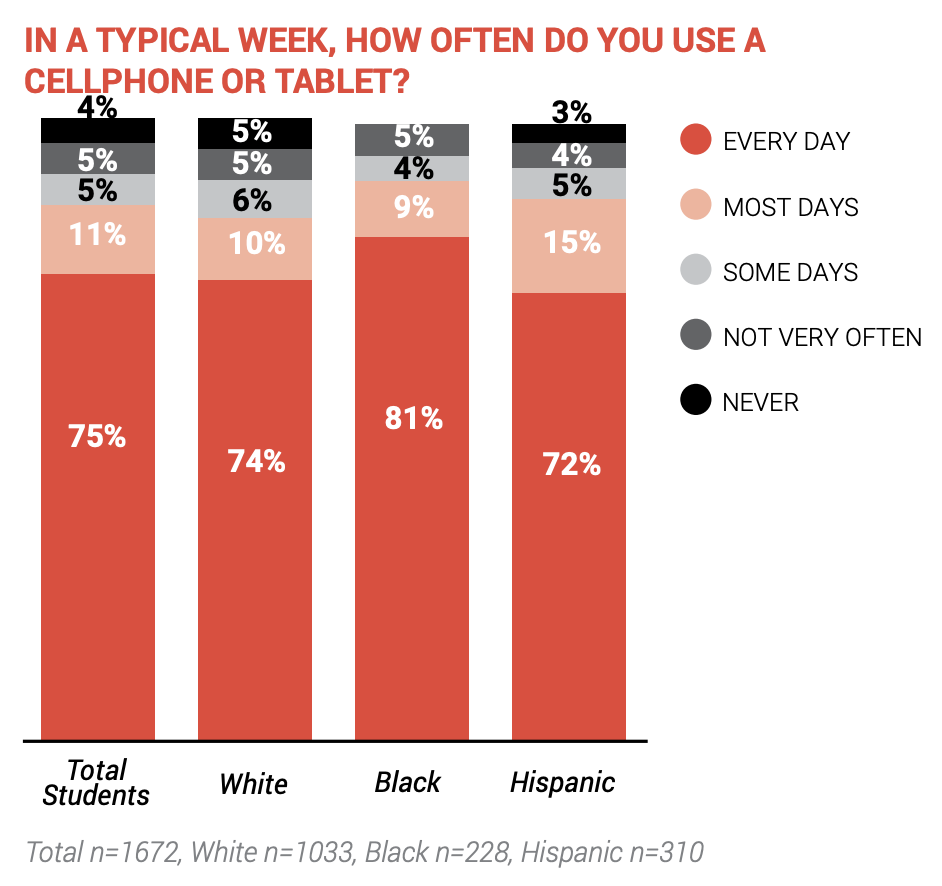 IN A TYPICAL WEEK, HOW OFTEN DO YOU USE A
CELLPHONE OR TABLET?
4%
5%
5%
11%
75%
5%
5%
6%
10%
74%
5%
4%
9%
81%
3%
4%
5%
15%
72%
EVERY DAY
MOST DAYS
SOME DAYS
NOT VERY OFTEN
NEVER
Total
Students
White
Black
Hispanic
Total n=1672, White n=1033, Black n=228, Hispanic n=310